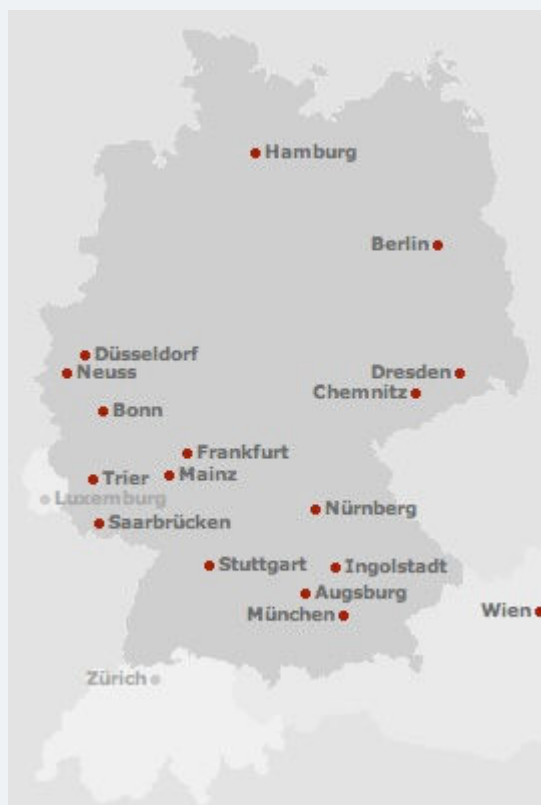 Hamburg
Berlin
Düsseldorf
Neuss
Dresden
Chemnitz
Bonn
Frankfurt
Mainz
Trier
Luxemburg
Nürnberg
Saarbrücken
Stuttgart
Ingolstadt
Augsburg
München
Wien
Zürich